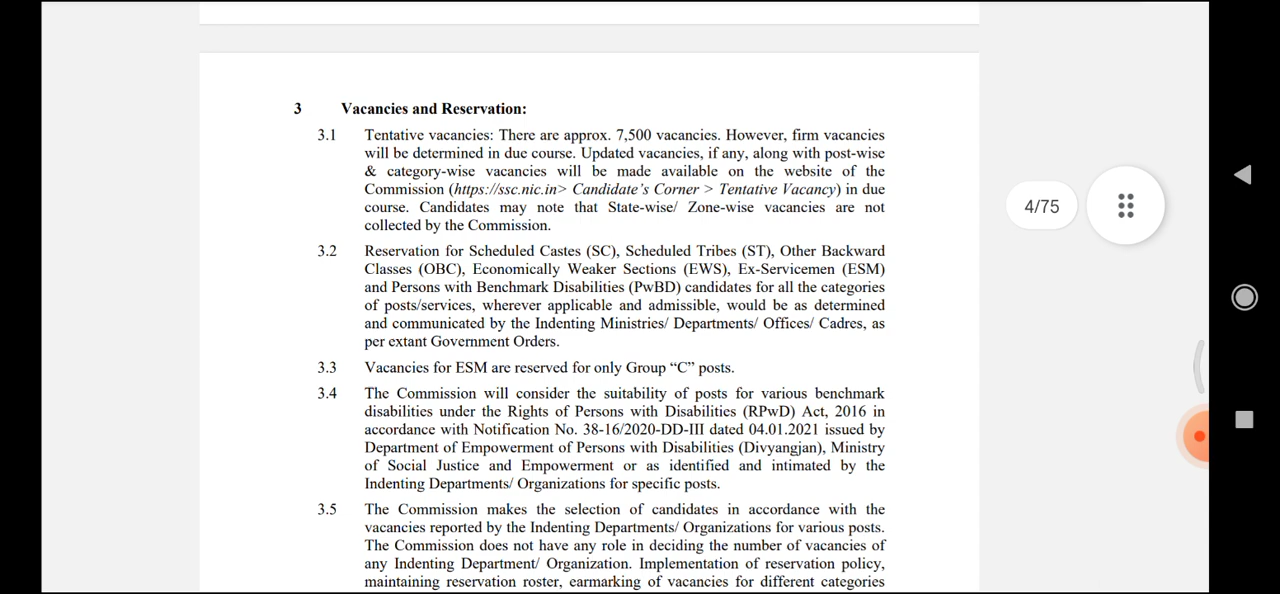 3 Vacancies and Reservation:
3.1 Tentative vacancies: There are approx. 7,500 vacancies. However, firm vacancies
will be determined in due course. Updated vacancies, if any, along with post-wise
& category-wise vacancies will be made available on the website of the
Commission (https://ssc.nic.in> Candidate's Corner > Tentative Vacancy) in due
course. Candidates may note that State-wise/ Zone-wise vacancies are not
collected by the Commission.
4/75
3.2 Reservation for Scheduled Castes (SC), Scheduled Tribes (ST), Other Backward
Classes (OBC), Economically Weaker Sections (EWS), Ex-Servicemen (ESM)
and Persons with Benchmark Disabilities (PwBD) candidates for all the categories
of posts/services, wherever applicable and admissible, would be as determined
and communicated by the Indenting Ministries/ Departments/ Offices/ Cadres, as
per extant Government Orders.
3.3 Vacancies for ESM are reserved for only Group “C” posts.
3.4 The Commission will consider the suitability of posts for various benchmark
disabilities under the Rights of Persons with Disabilities (RPwD) Act, 2016 in
accordance with Notification No. 38-16/2020-DD-III dated 04.01.2021 issued by
Department of Empowerment of Persons with Disabilities (Divyangjan), Ministry
of Social Justice and Empowerment or as identified and intimated by the
Indenting Departments/ Organizations for specific posts.
3.5 The Commission makes the selection of candidates in accordance with the
vacancies reported by the Indenting Departments/ Organizations for various posts.
The Commission does not have any role in deciding the number of vacancies of
any Indenting Department/ Organization. Implementation of reservation policy,
maintaining reservation roster, earmarking of vacancies for different categories